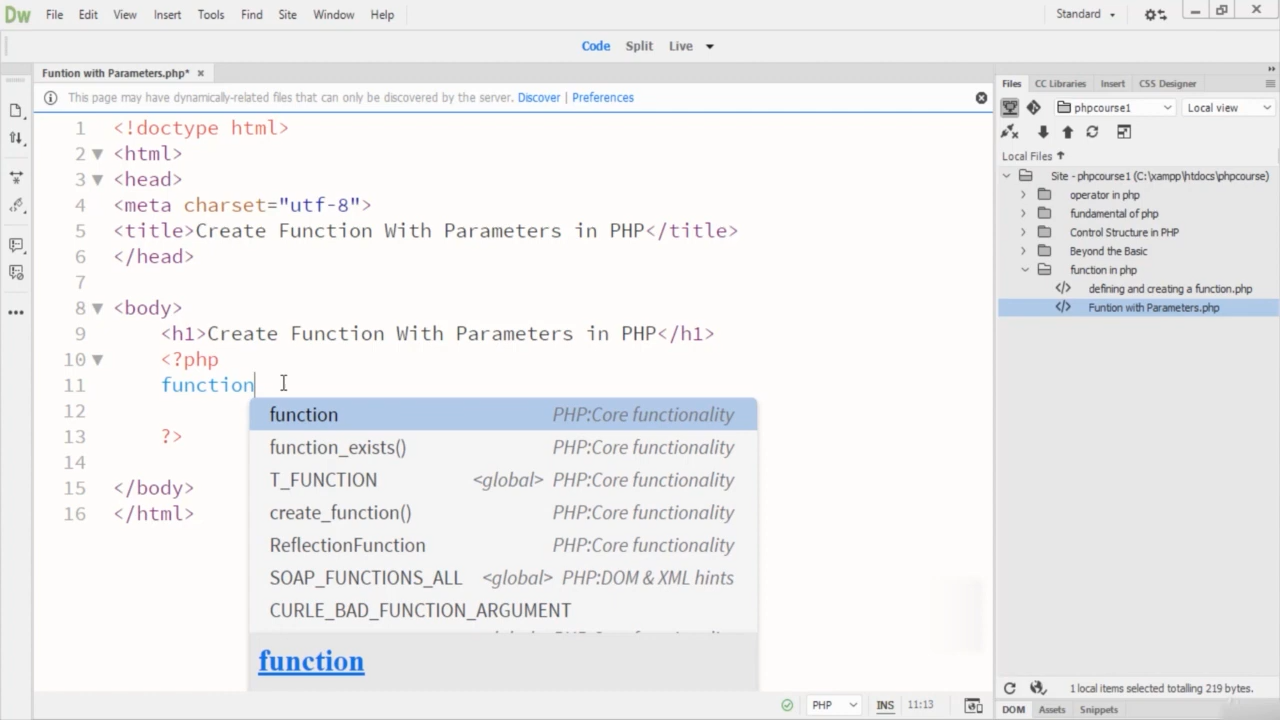 Dw File Edit View Insert Tools Find Site Window Help Standard
Code Split Live
Funtion with Parameters.php* ×
This page may have dynamically-related files that can only be discovered by the server. Discover | Preferences
1 <!doctype html>
2 <html>
3 <head>
4 <meta charset="utf-8">
5 <title>Create Function With Parameters in PHP</title>
6 </head>
7
8 <body>
9 <h1>Create Function With Parameters in PHP</h1>
10 <?php
11 function
12
13 ?>
14
15 </body>
16 </html>
function PHP:Core functionality
function_exists() PHP:Core functionality
T_FUNCTION <global> PHP:Core functionality
create_function() PHP:Core functionality
ReflectionFunction PHP:Core functionality
SOAP_FUNCTIONS_ALL <global> PHP:DOM & XML hints
CURLE_BAD_FUNCTION_ARGUMENT
function
PHP INS 11:13
Files CC Libraries Insert CSS Designer
phpcourse1 Local view
Local Files
Site - phpcourse1 (C:\xampp\htdocs\phpcourse)
operator in php
fundamental of php
Control Structure in PHP
Beyond the Basic
function in php
defining and creating a function.php
Funtion with Parameters.php
1 local items selected totalling 219 bytes.
DOM Assets Snippets